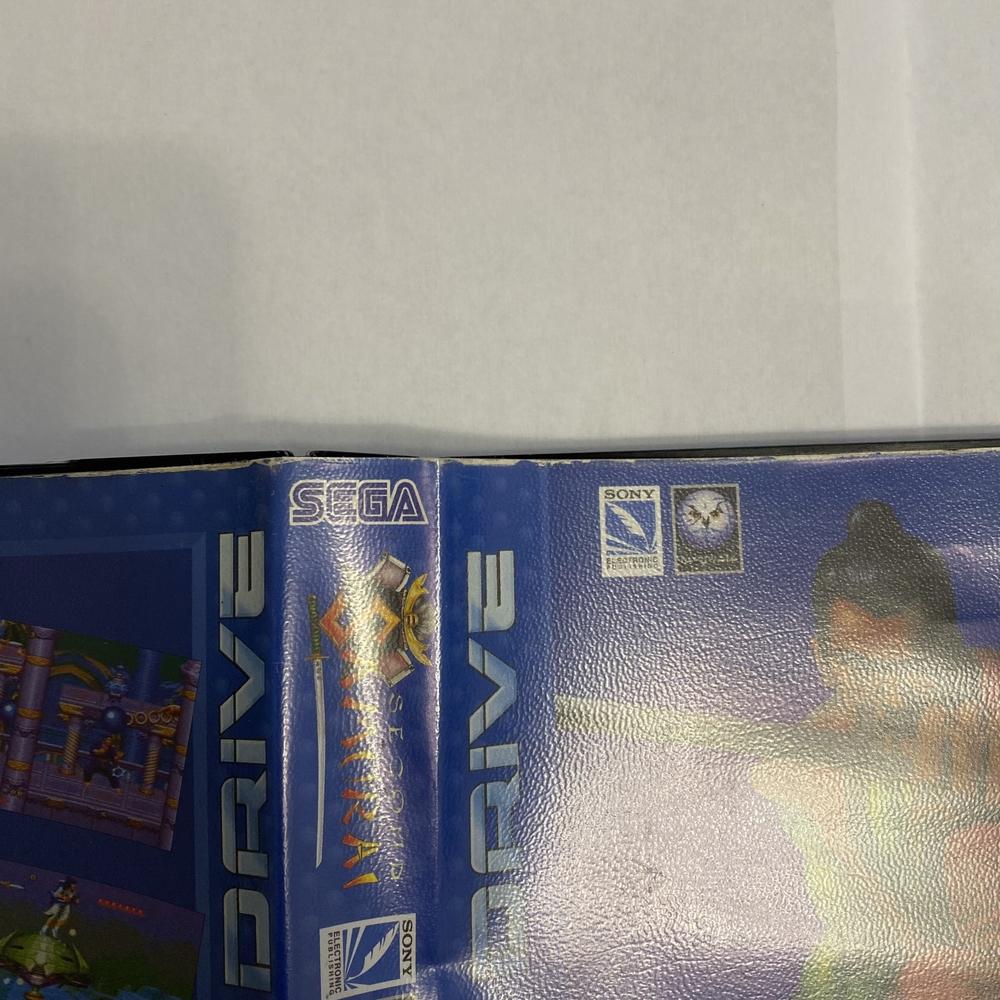 DRIVE
SEGA
SECOND
SAMURAI
SONY
ELECTRONIC
PUBLISHING
DRIVE
SONY
ELECTRONIC
PUBLISHING